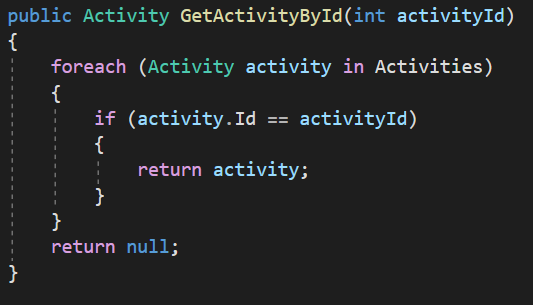 public Activity GetActivityById(int activityId)
{
    foreach (Activity activity in Activities)
    {
        if (activity.Id == activityId)
        {
            return activity;
        }
    }
    return null;
}